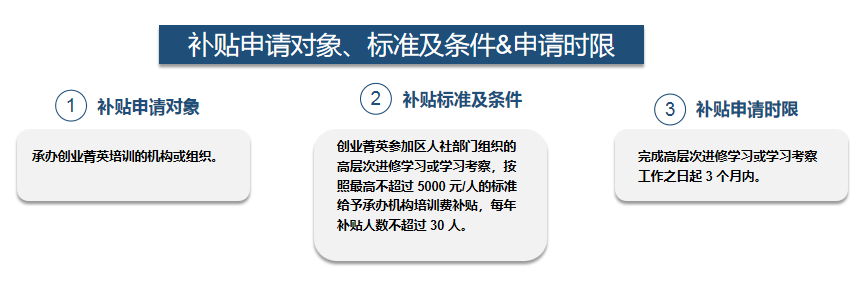 补贴申请对象、标准及条件&申请时限
1 补贴申请对象
承办创业菁英培训的机构或组织。
2 补贴标准及条件
创业菁英参加区人社部门组织的
高层次进修学习或学习考察，按
照最高不超过 5000 元/人的标准
给予承办机构培训费补贴，每年
补贴人数不超过 30 人。
3 补贴申请时限
完成高层次进修学习或学习考察
工作之日起 3 个月内。